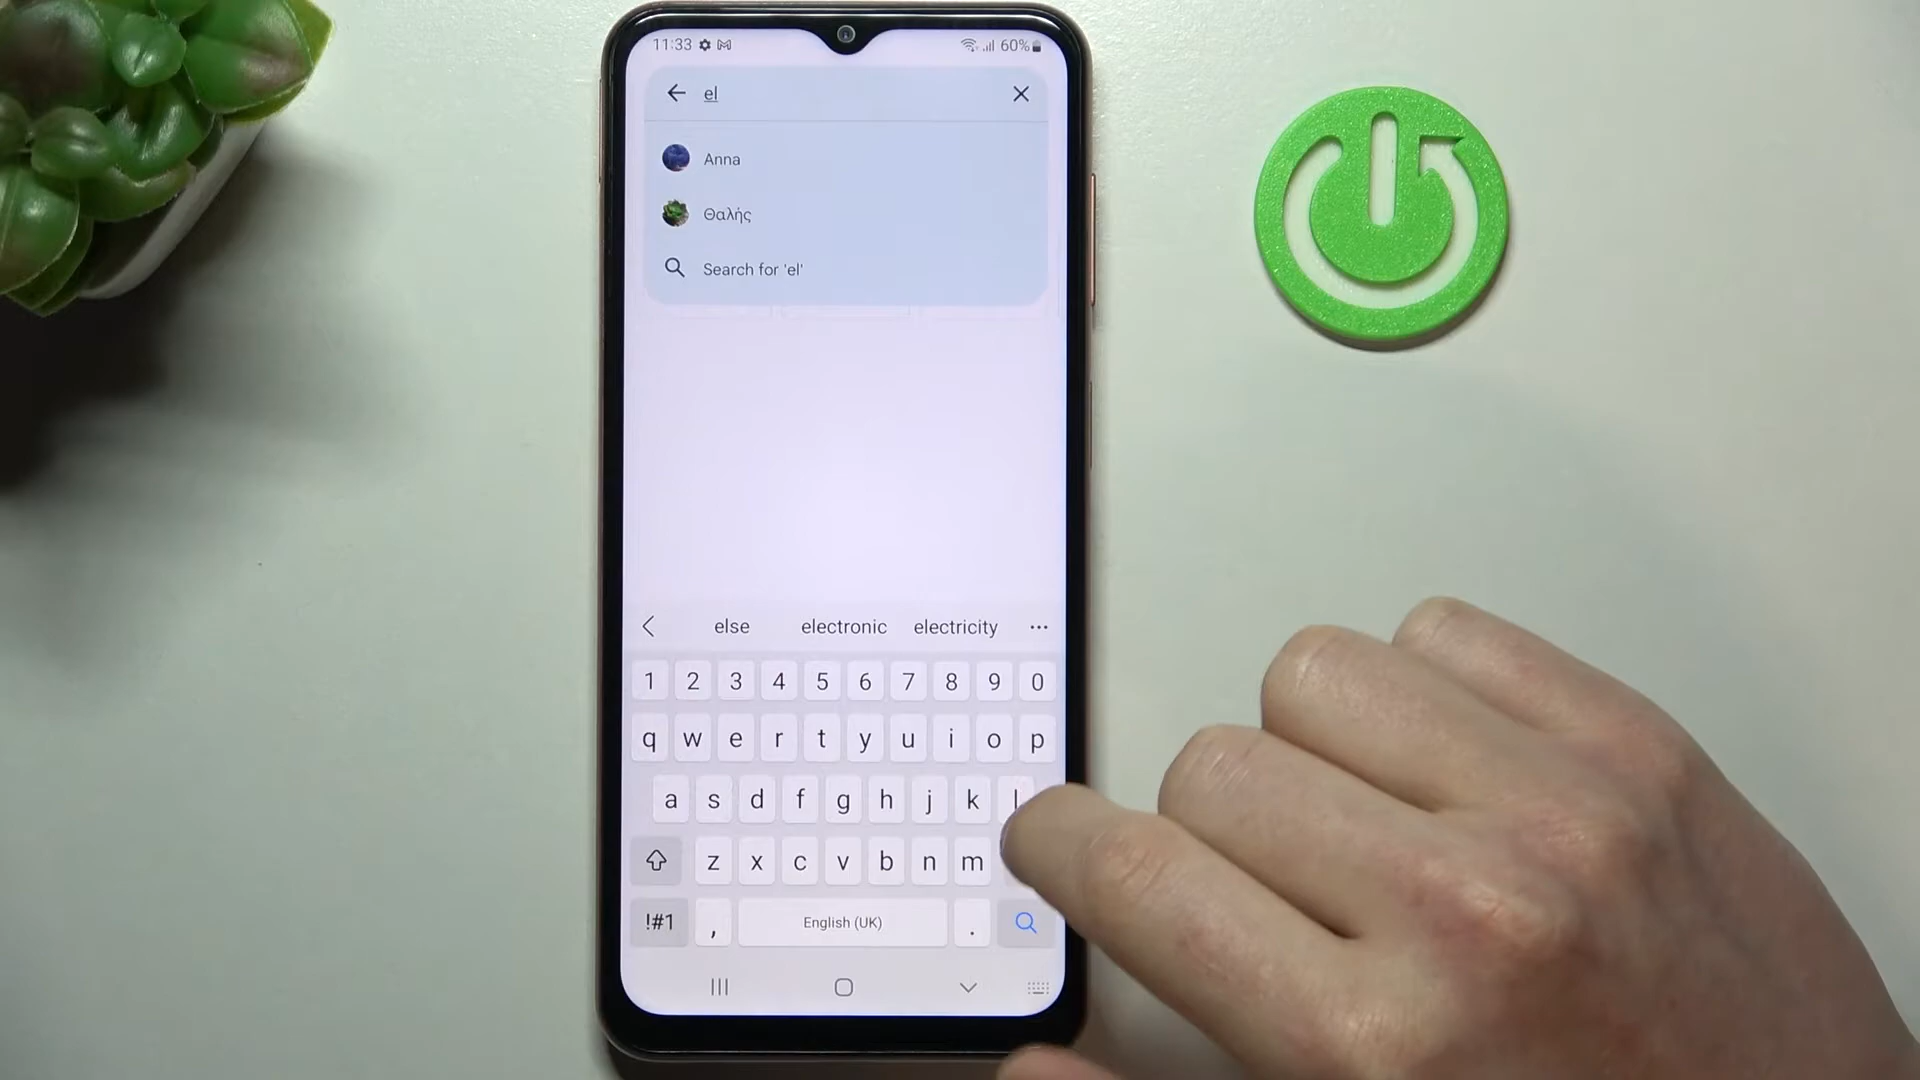 11:33 60%
el
Anna
Θαλής
Search for 'el'
else electronic electricity ...
1 2 3 4 5 6 7 8 9 0
q w e r t y u i o p
a s d f g h j k l
z x c v b n m
!#1 , English (UK) .